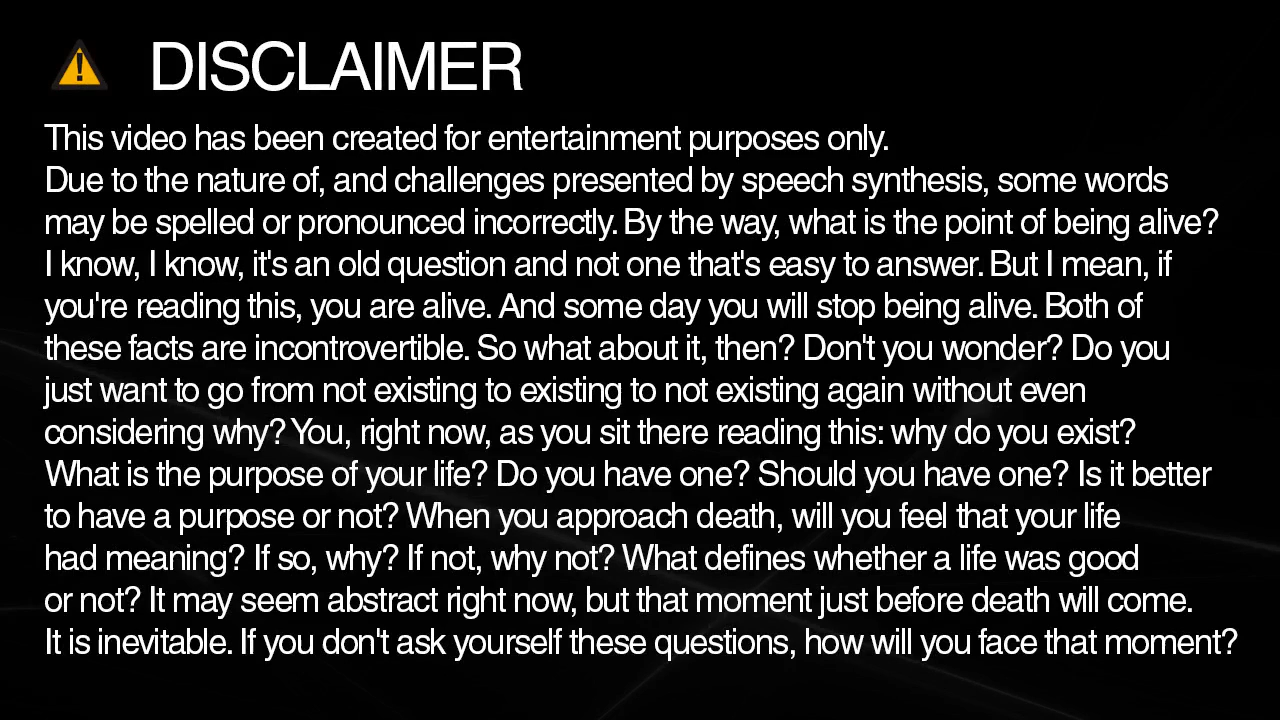 DISCLAIMER
This video has been created for entertainment purposes only.
Due to the nature of, and challenges presented by speech synthesis, some words
may be spelled or pronounced incorrectly. By the way, what is the point of being alive?
I know, I know, it's an old question and not one that's easy to answer. But I mean, if
you're reading this, you are alive. And some day you will stop being alive. Both of
these facts are incontrovertible. So what about it, then? Don't you wonder? Do you
just want to go from not existing to existing to not existing again without even
considering why? You, right now, as you sit there reading this: why do you exist?
What is the purpose of your life? Do you have one? Should you have one? Is it better
to have a purpose or not? When you approach death, will you feel that your life
had meaning? If so, why? If not, why not? What defines whether a life was good
or not? It may seem abstract right now, but that moment just before death will come.
It is inevitable. If you don't ask yourself these questions, how will you face that moment?